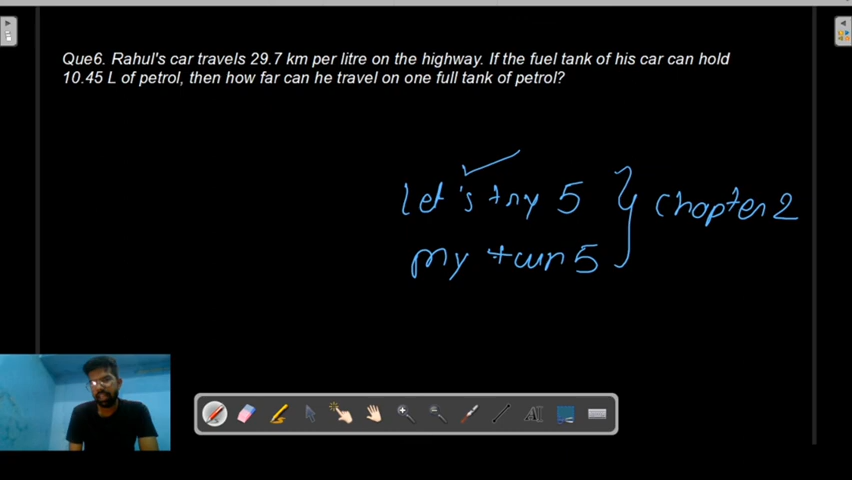 Que6. Rahul's car travels 29.7 km per litre on the highway. If the fuel tank of his car can hold
10.45 L of petrol, then how far can he travel on one full tank of petrol?
let's try 5
my turn 5
Chapter 2
AI